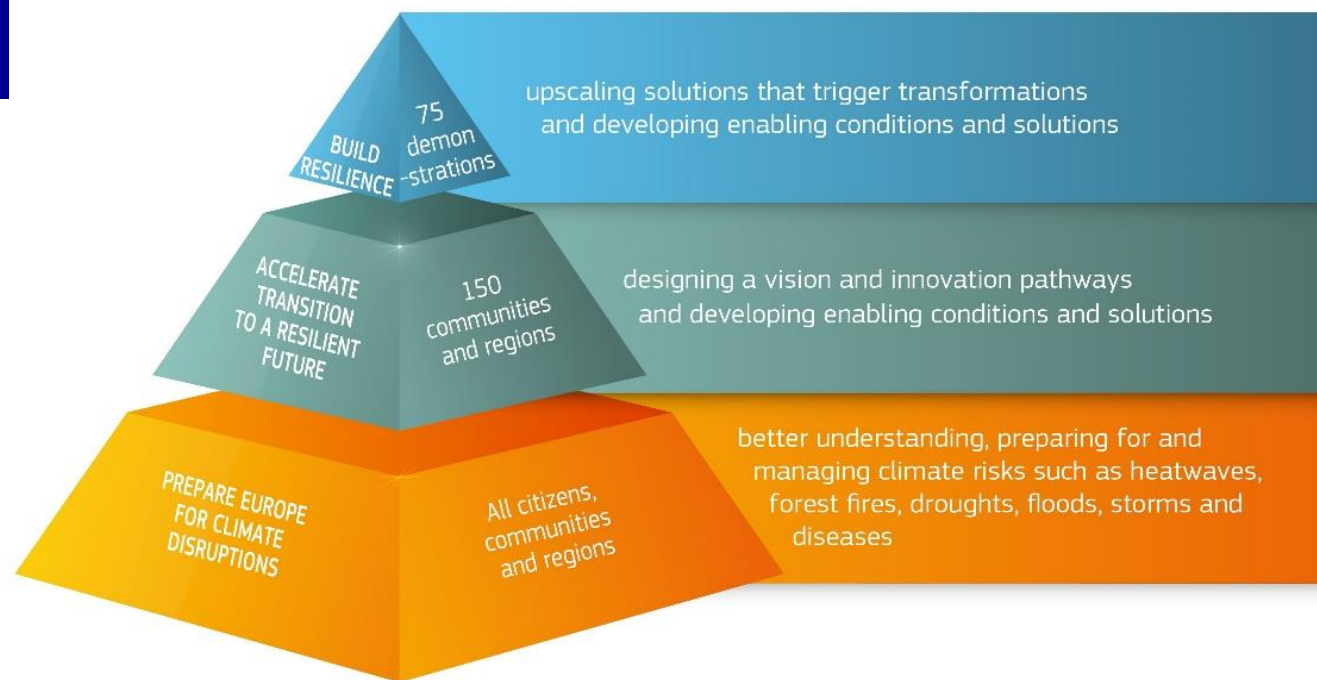 BUILD
RESILIENCE
75
demon
-strations
upscaling solutions that trigger transformations
and developing enabling conditions and solutions
ACCELERATE
TRANSITION
TO A RESILIENT
FUTURE
150
communities
and regions
designing a vision and innovation pathways
and developing enabling conditions and solutions
PREPARE EUROPE
FOR CLIMATE
DISRUPTIONS
All citizens,
communities
and regions
better understanding, preparing for and
managing climate risks such as heatwaves,
forest fires, droughts, floods, storms and
diseases